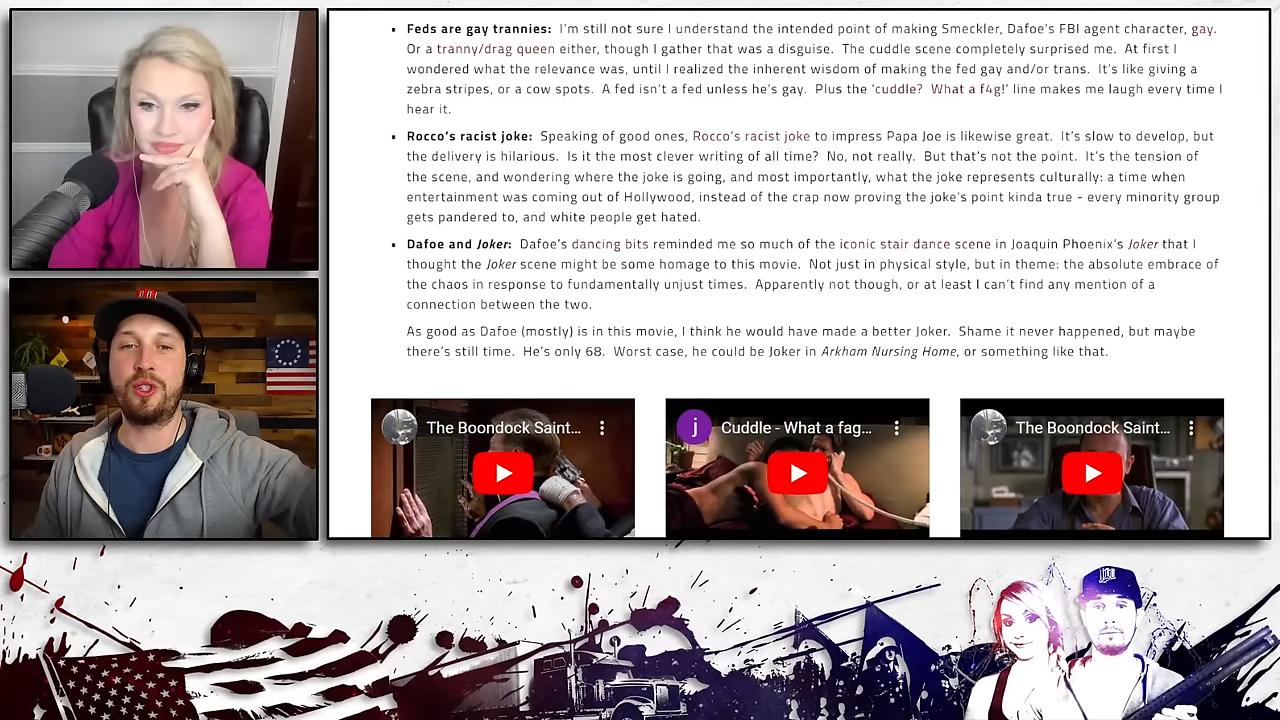 Feds are gay trannies: I'm still not sure I understand the intended point of making Smeckler, Dafoe's FBI agent character, gay.
Or a tranny/drag queen either, though I gather that was a disguise. The cuddle scene completely surprised me. At first I
wondered what the relevance was, until I realized the inherent wisdom of making the fed gay and/or trans. It's like giving a
zebra stripes, or a cow spots. A fed isn't a fed unless he's gay. Plus the 'cuddle? What a f4g!' line makes me laugh every time I
hear it.
Rocco's racist joke: Speaking of good ones, Rocco's racist joke to impress Papa Joe is likewise great. It's slow to develop, but
the delivery is hilarious. Is it the most clever writing of all time? No, not really. But that's not the point. It's the tension of
the scene, and wondering where the joke is going, and most importantly, what the joke represents culturally: a time when
entertainment was coming out of Hollywood, instead of the crap now proving the joke's point kinda true - every minority group
gets pandered to, and white people get hated.
Dafoe and Joker: Dafoe's dancing bits reminded me so much of the iconic stair dance scene in Joaquin Phoenix's Joker that I
thought the Joker scene might be some homage to this movie. Not just in physical style, but in theme: the absolute embrace of
the chaos in response to fundamentally unjust times. Apparently not though, or at least I can't find any mention of a
connection between the two.
As good as Dafoe (mostly) is in this movie, I think he would have made a better Joker. Shame it never happened, but maybe
there's still time. He's only 68. Worst case, he could be Joker in Arkham Nursing Home, or something like that.
The Boondock Saint...
j Cuddle - What a fag...
The Boondock Saint...